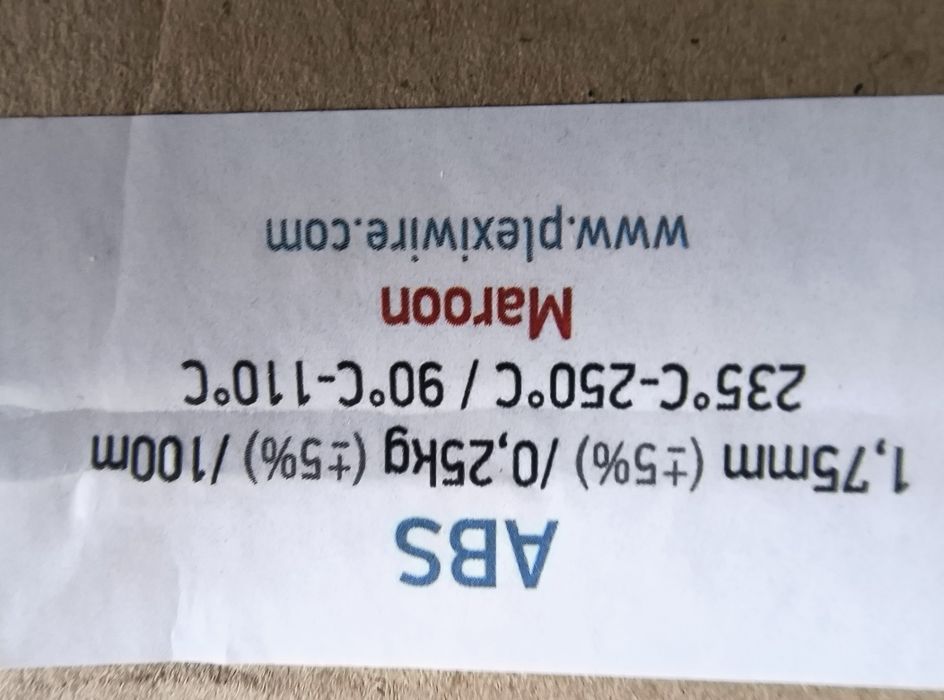 ABS
1,75mm (±5%) /0,25kg (±5%) /100m
235°C-250°C / 90°C-110°C
Maroon
www.plexiwire.com